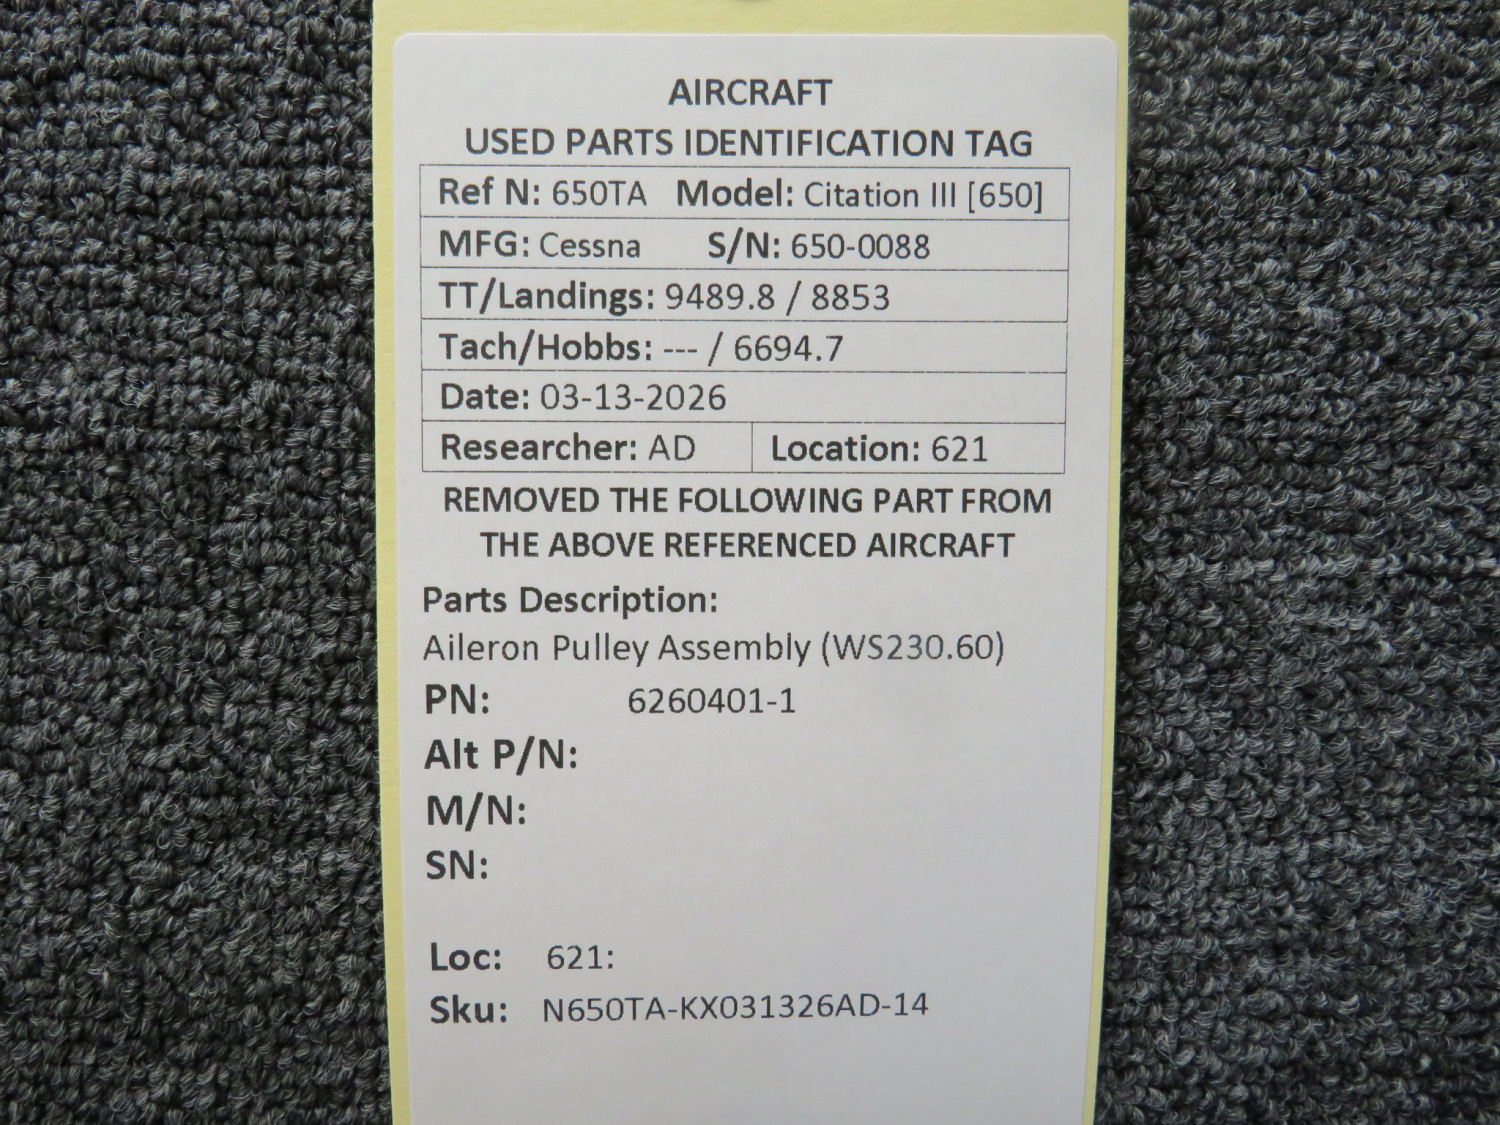 AIRCRAFT
USED PARTS IDENTIFICATION TAG
Ref N: 650TA Model: Citation III [650]
MFG: Cessna S/N: 650-0088
TT/Landings: 9489.8 / 8853
Tach/Hobbs: --- / 6694.7
Date: 03-13-2026
Researcher: AD Location: 621
REMOVED THE FOLLOWING PART FROM
THE ABOVE REFERENCED AIRCRAFT
Parts Description:
Aileron Pulley Assembly (WS230.60)
PN: 6260401-1
Alt P/N:
M/N:
SN:
Loc: 621:
Sku: N650TA-KX031326AD-14